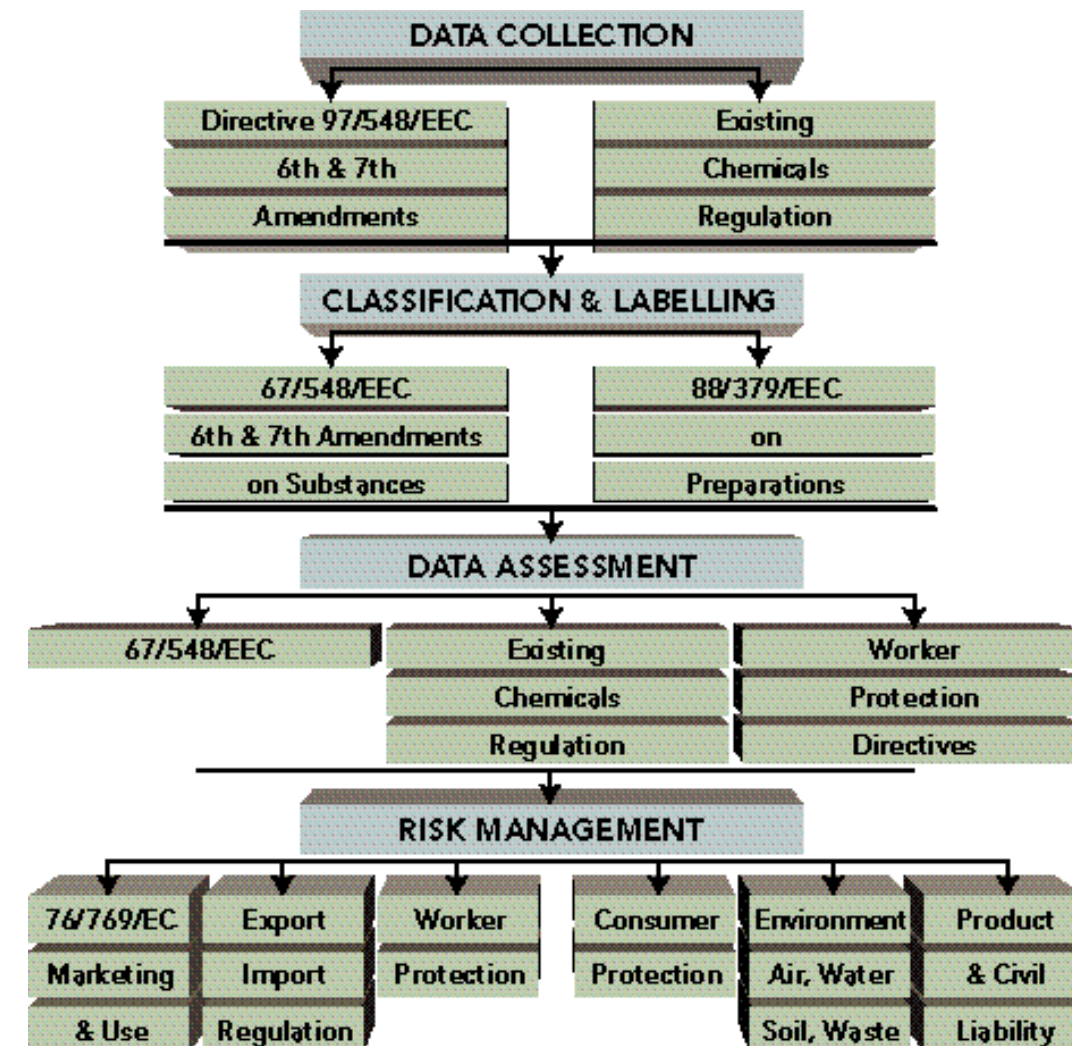 DATA COLLECTION
Directive 97/548/EEC
6th & 7th
Amendments
Existing
Chemicals
Regulation
CLASSIFICATION & LABELLING
67/548/EEC
6th & 7th Amendments
on Substances
88/379/EEC
on
Preparations
DATA ASSESSMENT
67/548/EEC
Existing
Chemicals
Regulation
Worker
Protection
Directives
RISK MANAGEMENT
76/769/EC
Marketing
& Use
Export
Import
Regulation
Worker
Protection
Consumer
Protection
Environment
Air, Water
Soil, Waste
Product
& Civil
Liability